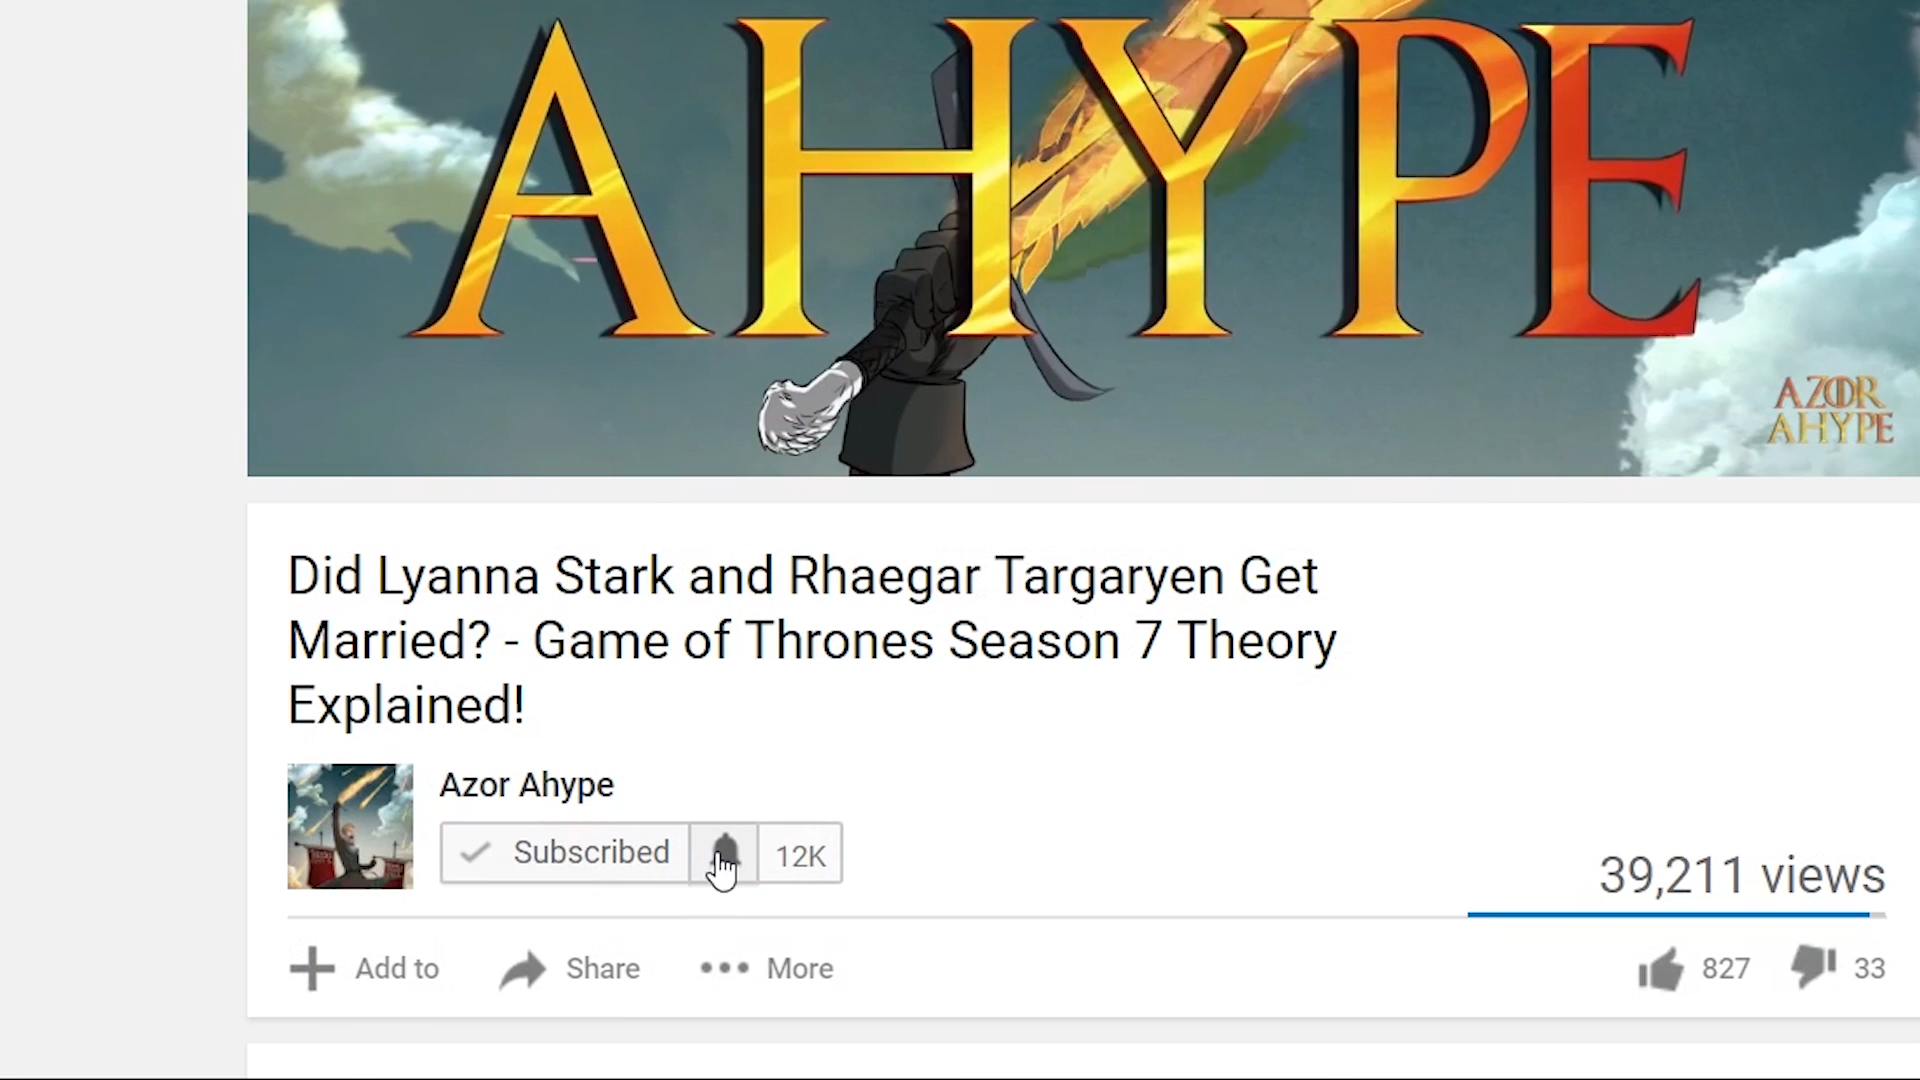 AHYPE
AZOR
AHYPE
Did Lyanna Stark and Rhaegar Targaryen Get
Married? - Game of Thrones Season 7 Theory
Explained!
Azor Ahype
Subscribed 12K
39,211 views
Add to Share More 827 33